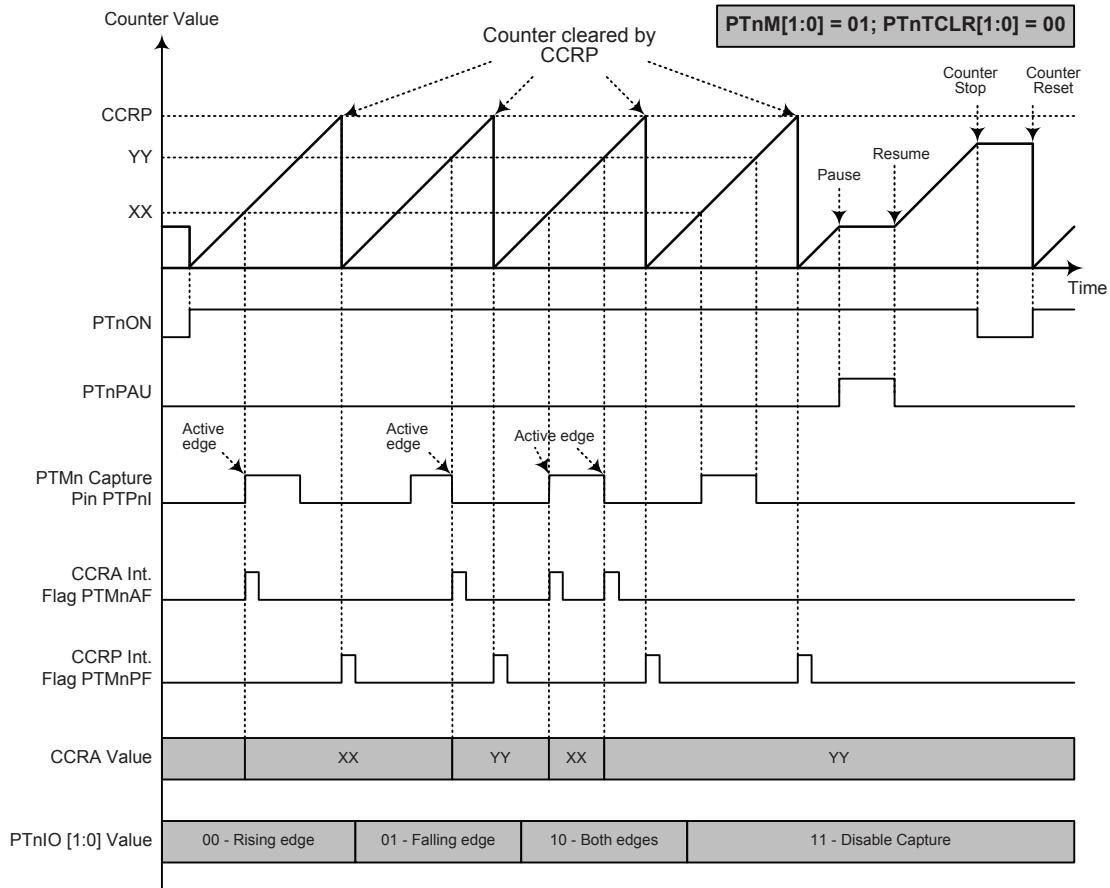 Counter Value
PTnM[1:0] = 01; PTnTCLR[1:0] = 00
Counter cleared by
CCRP
Counter
Stop
Counter
Reset
CCRP
YY
Resume
Pause
XX
Time
PTnON
PTnPAU
Active
edge
Active
edge
Active edge
PTMn Capture
Pin PTPnI
CCRA Int.
Flag PTMnAF
CCRP Int.
Flag PTMnPF
CCRA Value
XX
YY
XX
YY
PTnIO [1:0] Value
00 - Rising edge
01 - Falling edge
10 - Both edges
11 - Disable Capture